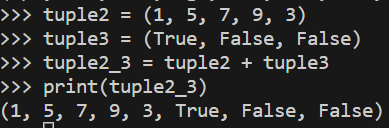 >>> tuple2 = (1, 5, 7, 9, 3)
>>> tuple3 = (True, False, False)
>>> tuple2_3 = tuple2 + tuple3
>>> print(tuple2_3)
(1, 5, 7, 9, 3, True, False, False)